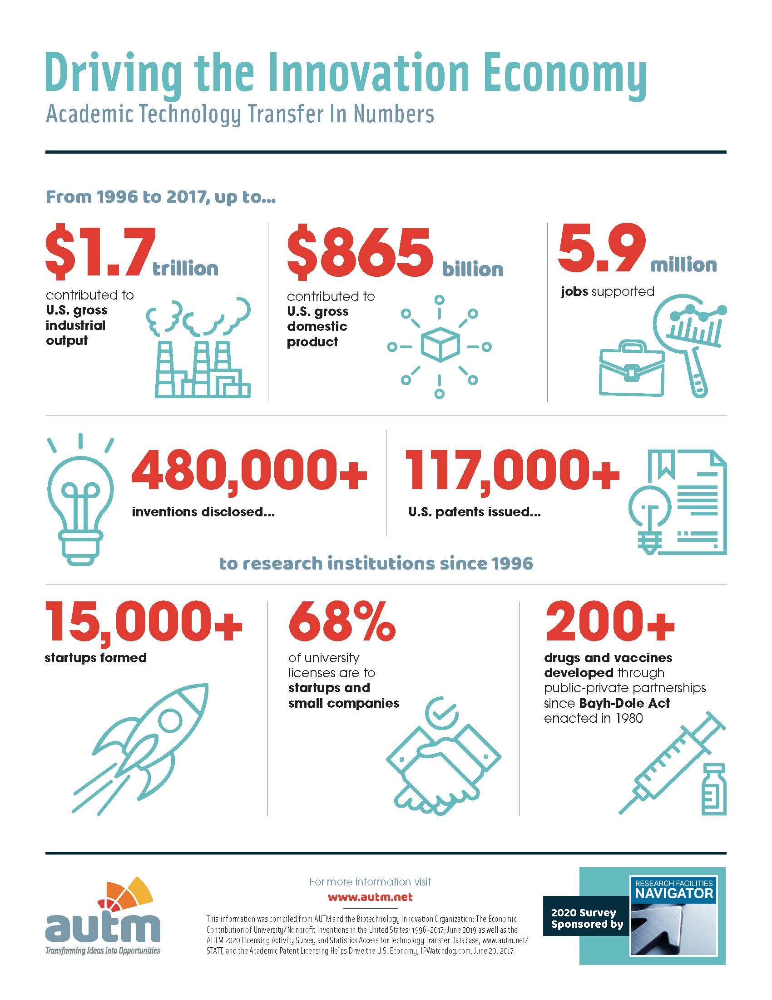 Driving the Innovation Economy
Academic Technology Transfer In Numbers
From 1996 to 2017, up to...
$1.7 trillion
contributed to
U.S. gross
industrial
output
$865 billion
contributed to
U.S. gross
domestic
product
5.9 million
jobs supported
480,000+
inventions disclosed...
117,000+
U.S. patents issued...
to research institutions since 1996
15,000+
startups formed
68%
of university
licenses are to
startups and
small companies
200+
drugs and vaccines
developed through
public-private partnerships
since Bayh-Dole Act
enacted in 1980
autm
Transforming Ideas into Opportunities
For more information visit
www.autm.net
This information was compiled from AUTM and the Biotechnology Innovation Organization: The Economic
Contribution of University/Nonprofit Inventions in the United States: 1996-2017; June 2019 as well as the
AUTM 2020 Licensing Activity Survey and Statistics Access for Technology Transfer Database, www.autm.net/
STATT, and the Academic Patent Licensing Helps Drive the U.S. Economy, IPWatchdog.com, June 20, 2017.
2020 Survey
Sponsored by
RESEARCH FACILITIES
NAVIGATOR